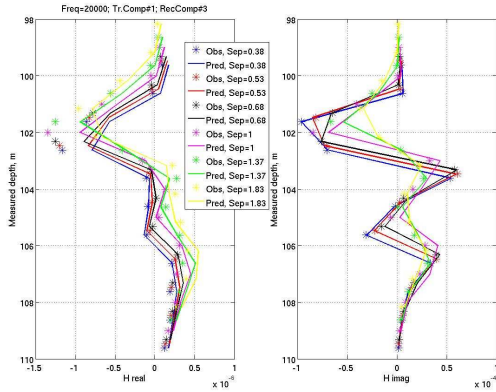 Freq=20000; Tr.Comp#1; RecComp#3
98
100
102
104
106
108
110
Measured depth, m
-1.5
-1
-0.5
0
0.5
1
H real
Obs, Sep=0.38
Pred, Sep=0.38
Obs, Sep=0.53
Pred, Sep=0.53
Obs, Sep=0.68
Pred, Sep=0.68
Obs, Sep=1
Pred, Sep=1
Obs, Sep=1.37
Pred, Sep=1.37
Obs, Sep=1.83
Pred, Sep=1.83
98
100
102
104
106
108
110
Measured depth, m
-1
-0.5
0
0.5
1
H imag